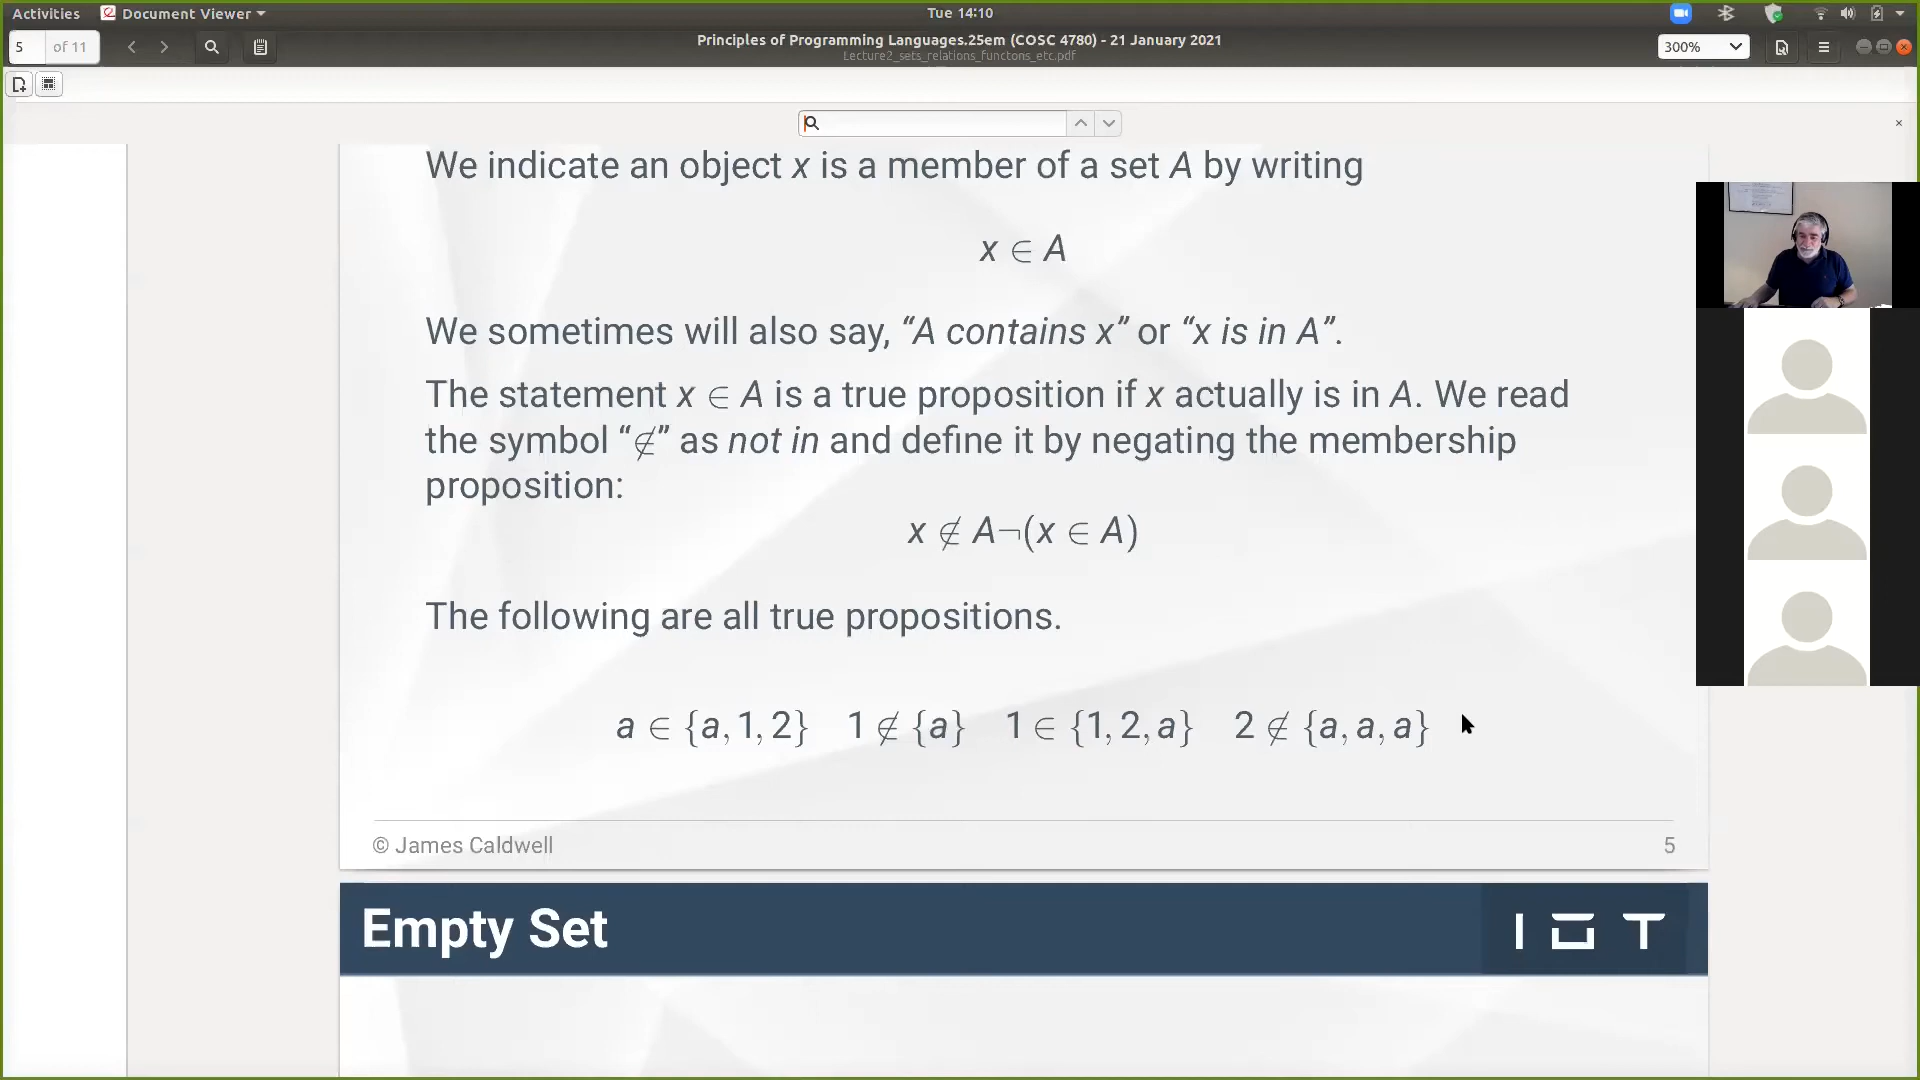 Activities Document Viewer Tue 14:10
5 of 11 Principles of Programming Languages.25em (COSC 4780) - 21 January 2021 300%
Lecture2_sets_relations_functons_etc.pdf
We indicate an object x is a member of a set A by writing
x ∈ A
We sometimes will also say, “A contains x” or “x is in A”.
The statement x ∈ A is a true proposition if x actually is in A. We read
the symbol “∉” as not in and define it by negating the membership
proposition:
x ∉ A¬(x ∈ A)
The following are all true propositions.
a ∈ {a, 1, 2} 1 ∉ {a} 1 ∈ {1, 2, a} 2 ∉ {a, a, a}
© James Caldwell 5
Empty Set